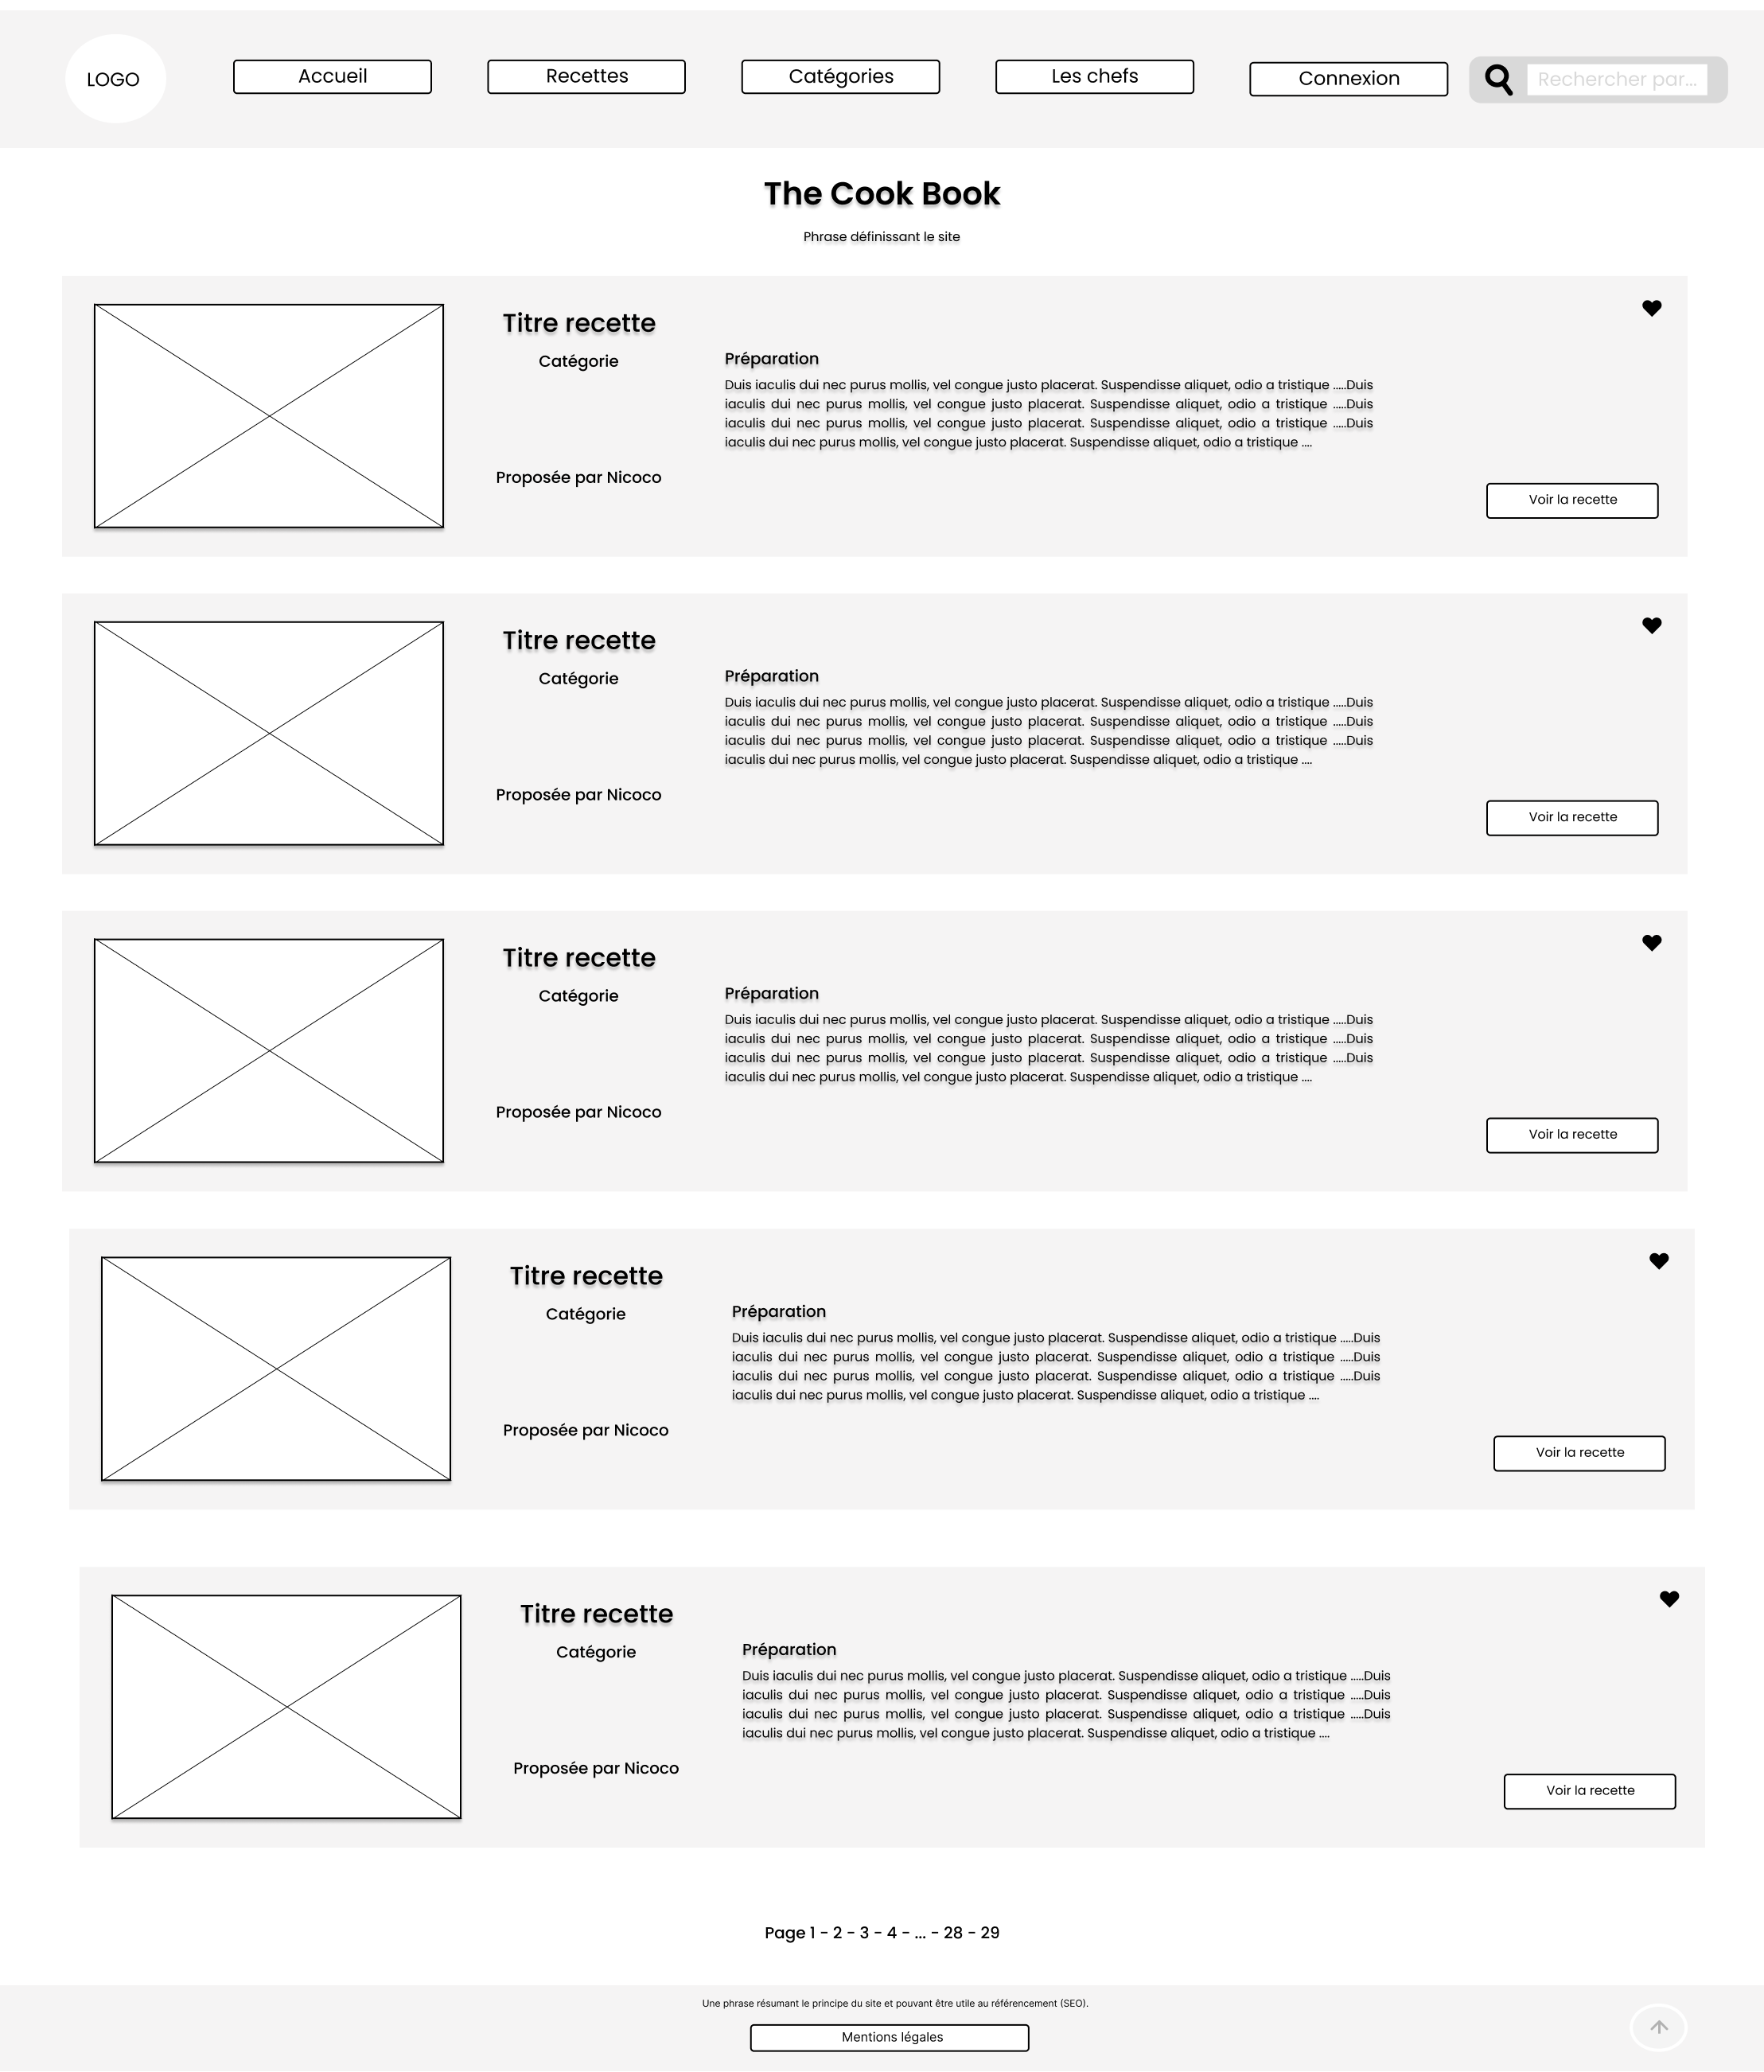 LOGO
Accueil
Recettes
Catégories
Les chefs
Connexion
Rechercher par...
The Cook Book
Phrase définissant le site
Titre recette
Catégorie
Proposée par Nicoco
Préparation
Duis iaculis dui nec purus mollis, vel congue justo placerat. Suspendisse aliquet, odio a tristique .....Duis
iaculis dui nec purus mollis, vel congue justo placerat. Suspendisse aliquet, odio a tristique .....Duis
iaculis dui nec purus mollis, vel congue justo placerat. Suspendisse aliquet, odio a tristique .....Duis
iaculis dui nec purus mollis, vel congue justo placerat. Suspendisse aliquet, odio a tristique ....
Voir la recette
Titre recette
Catégorie
Proposée par Nicoco
Préparation
Duis iaculis dui nec purus mollis, vel congue justo placerat. Suspendisse aliquet, odio a tristique .....Duis
iaculis dui nec purus mollis, vel congue justo placerat. Suspendisse aliquet, odio a tristique .....Duis
iaculis dui nec purus mollis, vel congue justo placerat. Suspendisse aliquet, odio a tristique .....Duis
iaculis dui nec purus mollis, vel congue justo placerat. Suspendisse aliquet, odio a tristique ....
Voir la recette
Titre recette
Catégorie
Proposée par Nicoco
Préparation
Duis iaculis dui nec purus mollis, vel congue justo placerat. Suspendisse aliquet, odio a tristique .....Duis
iaculis dui nec purus mollis, vel congue justo placerat. Suspendisse aliquet, odio a tristique .....Duis
iaculis dui nec purus mollis, vel congue justo placerat. Suspendisse aliquet, odio a tristique .....Duis
iaculis dui nec purus mollis, vel congue justo placerat. Suspendisse aliquet, odio a tristique ....
Voir la recette
Titre recette
Catégorie
Proposée par Nicoco
Préparation
Duis iaculis dui nec purus mollis, vel congue justo placerat. Suspendisse aliquet, odio a tristique .....Duis
iaculis dui nec purus mollis, vel congue justo placerat. Suspendisse aliquet, odio a tristique .....Duis
iaculis dui nec purus mollis, vel congue justo placerat. Suspendisse aliquet, odio a tristique .....Duis
iaculis dui nec purus mollis, vel congue justo placerat. Suspendisse aliquet, odio a tristique ....
Voir la recette
Titre recette
Catégorie
Proposée par Nicoco
Préparation
Duis iaculis dui nec purus mollis, vel congue justo placerat. Suspendisse aliquet, odio a tristique .....Duis
iaculis dui nec purus mollis, vel congue justo placerat. Suspendisse aliquet, odio a tristique .....Duis
iaculis dui nec purus mollis, vel congue justo placerat. Suspendisse aliquet, odio a tristique .....Duis
iaculis dui nec purus mollis, vel congue justo placerat. Suspendisse aliquet, odio a tristique ....
Voir la recette
Page 1 - 2 - 3 - 4 - ... - 28 - 29
Une phrase résumant le principe du site et pouvant être utile au référencement (SEO).
Mentions légales